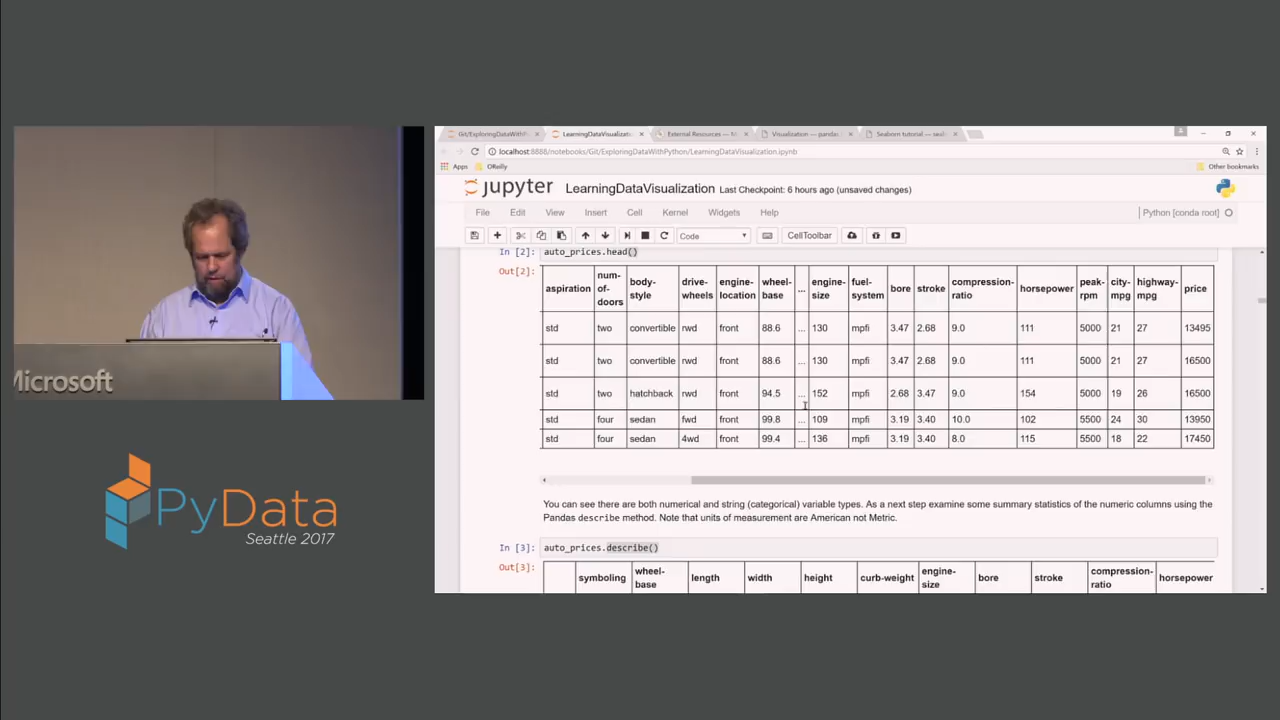 Git/ExploringDataWithPy
LearningDataVisualizatio
External Resources — M
Visualization — pandas
Seaborn tutorial — seab
localhost:8888/notebooks/Git/ExploringDataWithPython/LearningDataVisualization.ipynb
Apps OReilly Other bookmarks
jupyter LearningDataVisualization Last Checkpoint: 6 hours ago (unsaved changes)
File Edit View Insert Cell Kernel Widgets Help Python [conda root]
Code CellToolbar
In [2]: auto_prices.head()
Out[2]:
aspiration num-of-doors body-style drive-wheels engine-location wheel-base ... engine-size fuel-system bore stroke compression-ratio horsepower peak-rpm city-mpg highway-mpg price
std two convertible rwd front 88.6 ... 130 mpfi 3.47 2.68 9.0 111 5000 21 27 13495
std two convertible rwd front 88.6 ... 130 mpfi 3.47 2.68 9.0 111 5000 21 27 16500
std two hatchback rwd front 94.5 ... 152 mpfi 2.68 3.47 9.0 154 5000 19 26 16500
std four sedan fwd front 99.8 ... 109 mpfi 3.19 3.40 10.0 102 5500 24 30 13950
std four sedan 4wd front 99.4 ... 136 mpfi 3.19 3.40 8.0 115 5500 18 22 17450
You can see there are both numerical and string (categorical) variable types. As a next step examine some summary statistics of the numeric columns using the
Pandas describe method. Note that units of measurement are American not Metric.
In [3]: auto_prices.describe()
Out[3]:
symboling wheel-base length width height curb-weight engine-size bore stroke compression-ratio horsepower
Microsoft
PyData
Seattle 2017